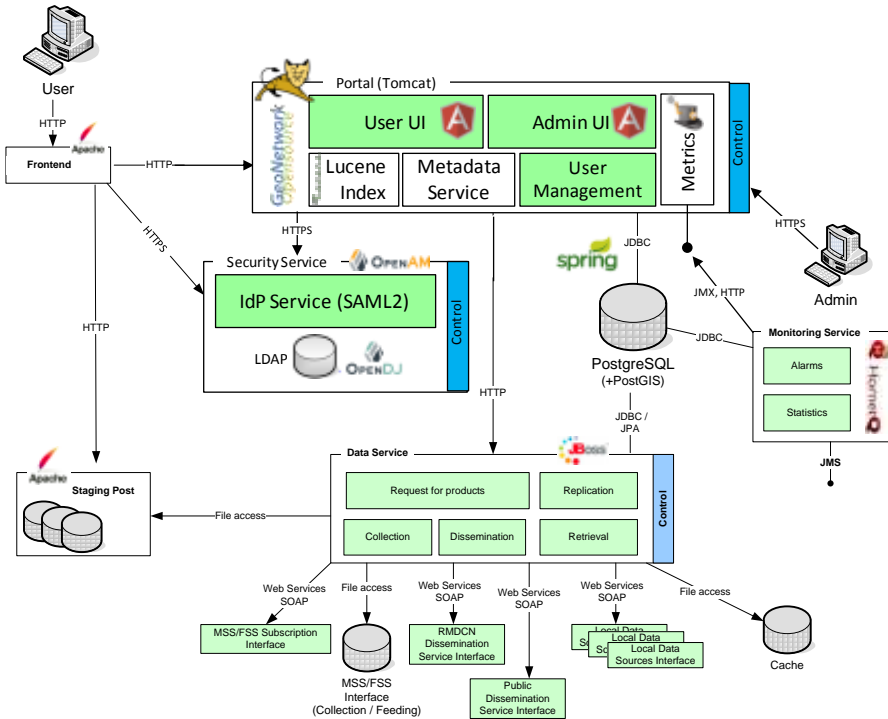 User
HTTP
Apache
Frontend
HTTP
HTTPS
HTTP
Portal (Tomcat)
GeoNetwork
Opensource
User UI
Admin UI
Lucene
Index
Metadata
Service
User
Management
Metrics
Control
HTTPS
Admin
HTTPS
Security Service
OPENAM
IdP Service (SAML2)
LDAP
OPENDJ
Control
spring
JDBC
PostgreSQL
(+PostGIS)
JDBC
JMX, HTTP
Monitoring Service
Alarms
Statistics
HornetQ
JMS
HTTP
JDBC /
JPA
Apache
Staging Post
File access
Data Service
JBoss
Request for products
Replication
Collection
Dissemination
Retrieval
Control
Web Services
SOAP
File access
Web Services
SOAP
Web Services
SOAP
Web Services
SOAP
File access
MSS/FSS Subscription
Interface
MSS/FSS
Interface
(Collection / Feeding)
RMDCN
Dissemination
Service Interface
Public
Dissemination
Service Interface
Local Data
Local Data
Local Data
Sources Interface
Cache